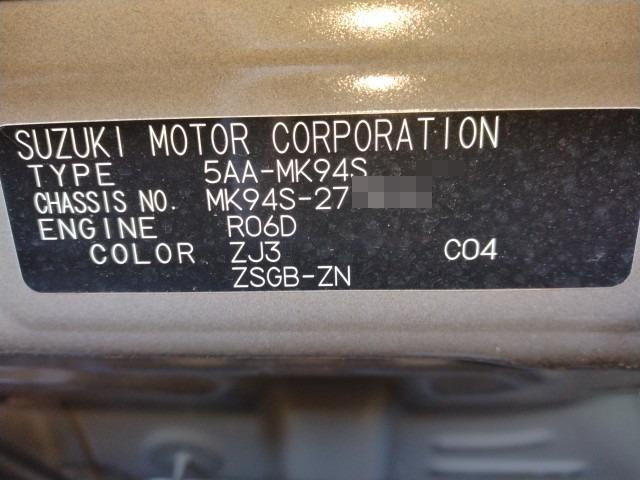 SUZUKI MOTOR CORPORATION
TYPE 5AA-MK94S
CHASSIS NO. MK94S-27
ENGINE R06D
COLOR ZJ3 C04
ZSGB-ZN